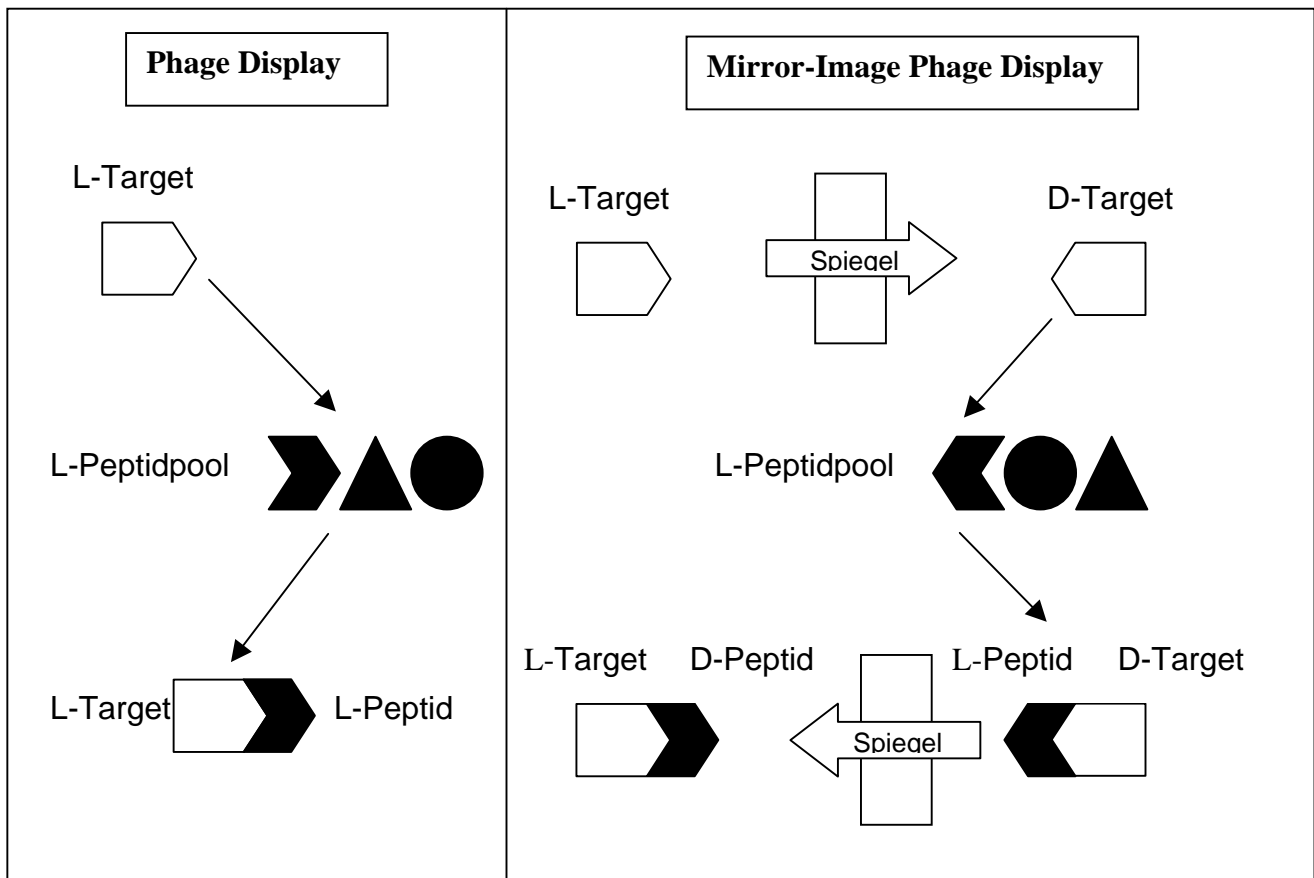 Phage Display
L-Target
L-Peptidpool
L-Target
L-Peptid
Mirror-Image Phage Display
L-Target
Spiegel
D-Target
L-Peptidpool
L-Target
D-Peptid
Spiegel
L-Peptid
D-Target